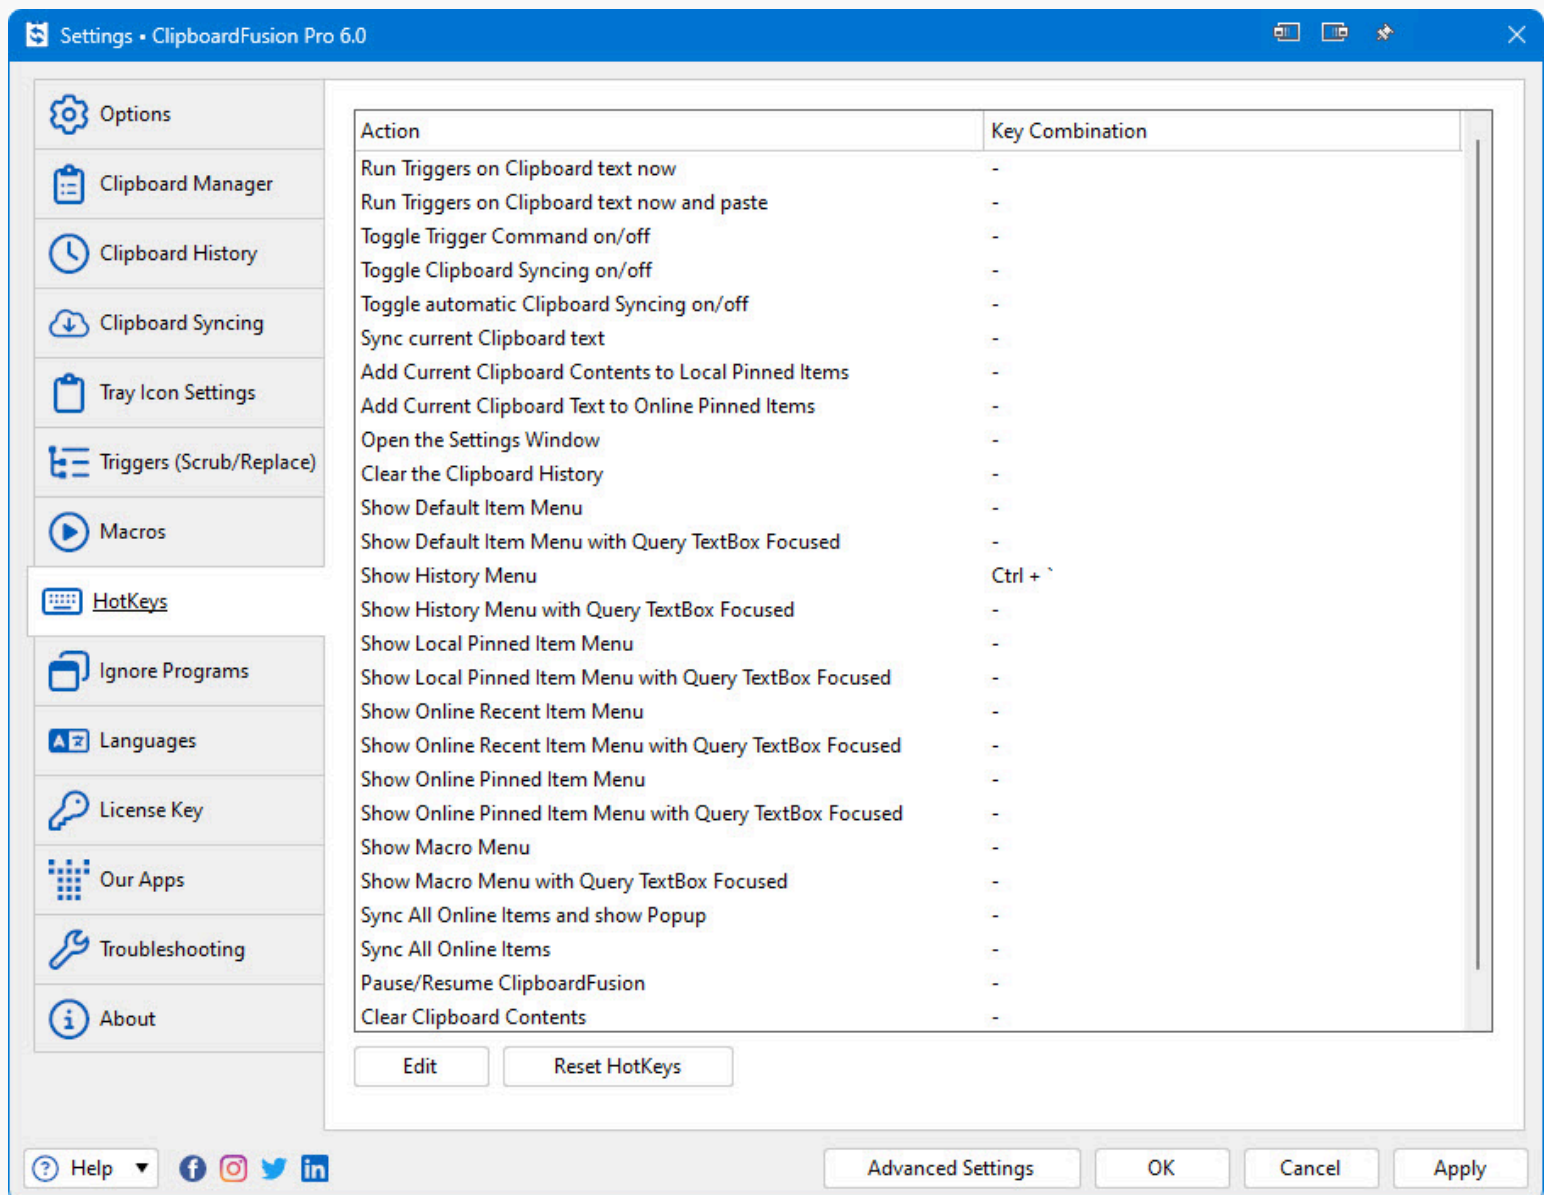 Settings • ClipboardFusion Pro 6.0
Options
Clipboard Manager
Clipboard History
Clipboard Syncing
Tray Icon Settings
Triggers (Scrub/Replace)
Macros
HotKeys
Ignore Programs
Languages
License Key
Our Apps
Troubleshooting
About
Action Key Combination
Run Triggers on Clipboard text now -
Run Triggers on Clipboard text now and paste -
Toggle Trigger Command on/off -
Toggle Clipboard Syncing on/off -
Toggle automatic Clipboard Syncing on/off -
Sync current Clipboard text -
Add Current Clipboard Contents to Local Pinned Items -
Add Current Clipboard Text to Online Pinned Items -
Open the Settings Window -
Clear the Clipboard History -
Show Default Item Menu -
Show Default Item Menu with Query TextBox Focused -
Show History Menu Ctrl + `
Show History Menu with Query TextBox Focused -
Show Local Pinned Item Menu -
Show Local Pinned Item Menu with Query TextBox Focused -
Show Online Recent Item Menu -
Show Online Recent Item Menu with Query TextBox Focused -
Show Online Pinned Item Menu -
Show Online Pinned Item Menu with Query TextBox Focused -
Show Macro Menu -
Show Macro Menu with Query TextBox Focused -
Sync All Online Items and show Popup -
Sync All Online Items -
Pause/Resume ClipboardFusion -
Clear Clipboard Contents -
Edit Reset HotKeys
Help Advanced Settings OK Cancel Apply